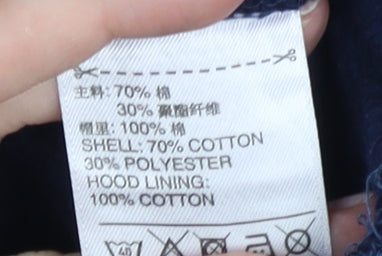 主料: 70% 棉
30% 聚酯纤维
帽里: 100% 棉
SHELL: 70% COTTON
30% POLYESTER
HOOD LINING:
100% COTTON
40